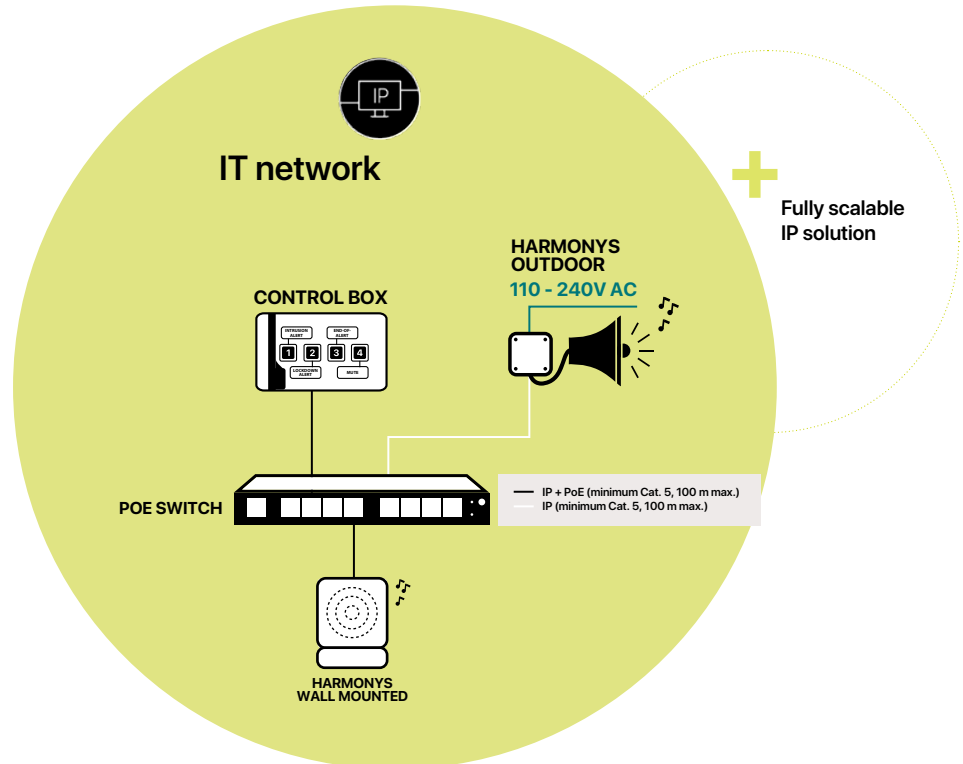 IP
IT network
Fully scalable
IP solution
HARMONYS
OUTDOOR
110 - 240V AC
CONTROL BOX
INTRUSION
ALERT
END-OF-
ALERT
1 2 3 4
LOCKDOWN
ALERT
MUTE
POE SWITCH
IP + PoE (minimum Cat. 5, 100 m max.)
IP (minimum Cat. 5, 100 m max.)
HARMONYS
WALL MOUNTED